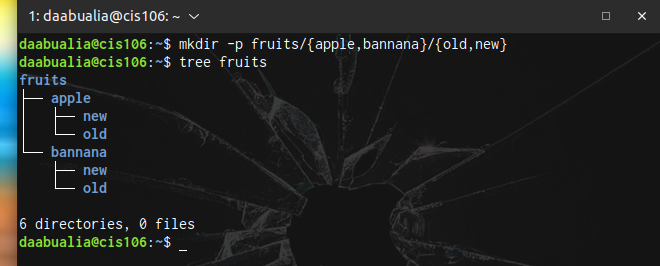 1: daabualia@cis106: ~
daabualia@cis106:~$ mkdir -p fruits/{apple,bannana}/{old,new}
daabualia@cis106:~$ tree fruits
fruits
├── apple
│   ├── new
│   └── old
└── bannana
    ├── new
    └── old
6 directories, 0 files
daabualia@cis106:~$ _